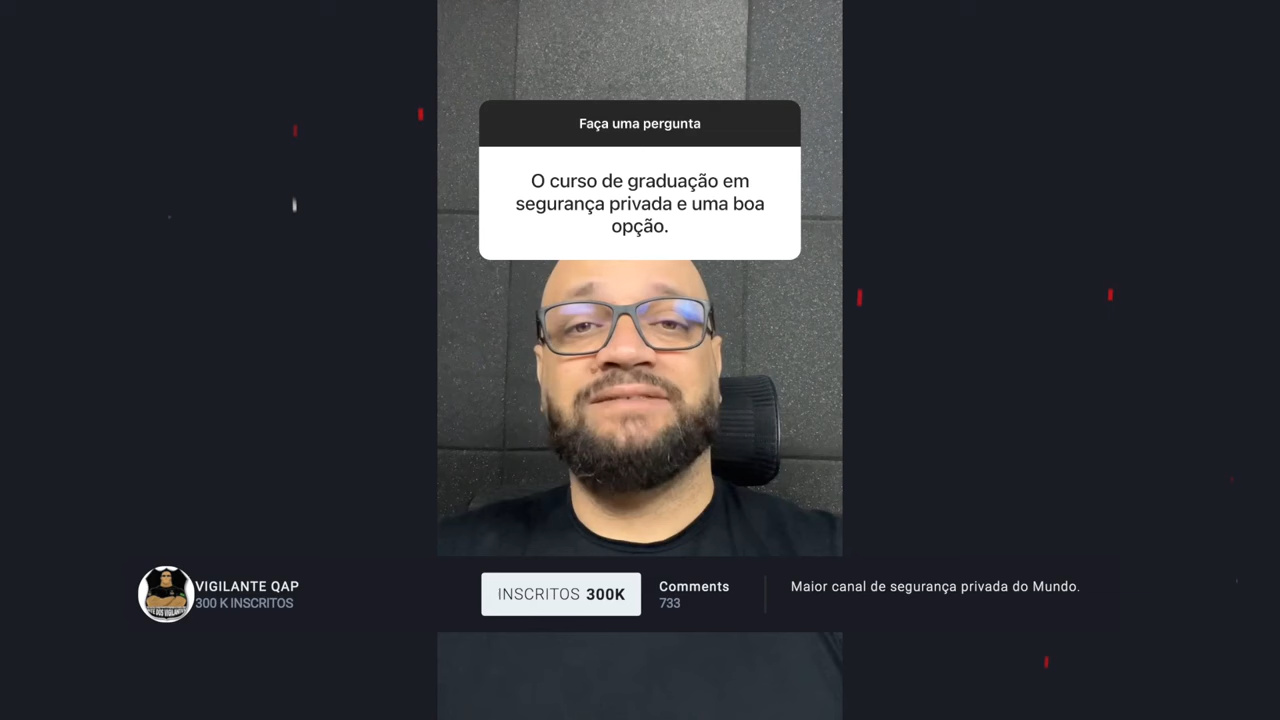 Faça uma pergunta
O curso de graduação em
segurança privada e uma boa
opção.
VIGILANTE QAP
300 K INSCRITOS
INSCRITOS 300K
Comments
733
Maior canal de segurança privada do Mundo.